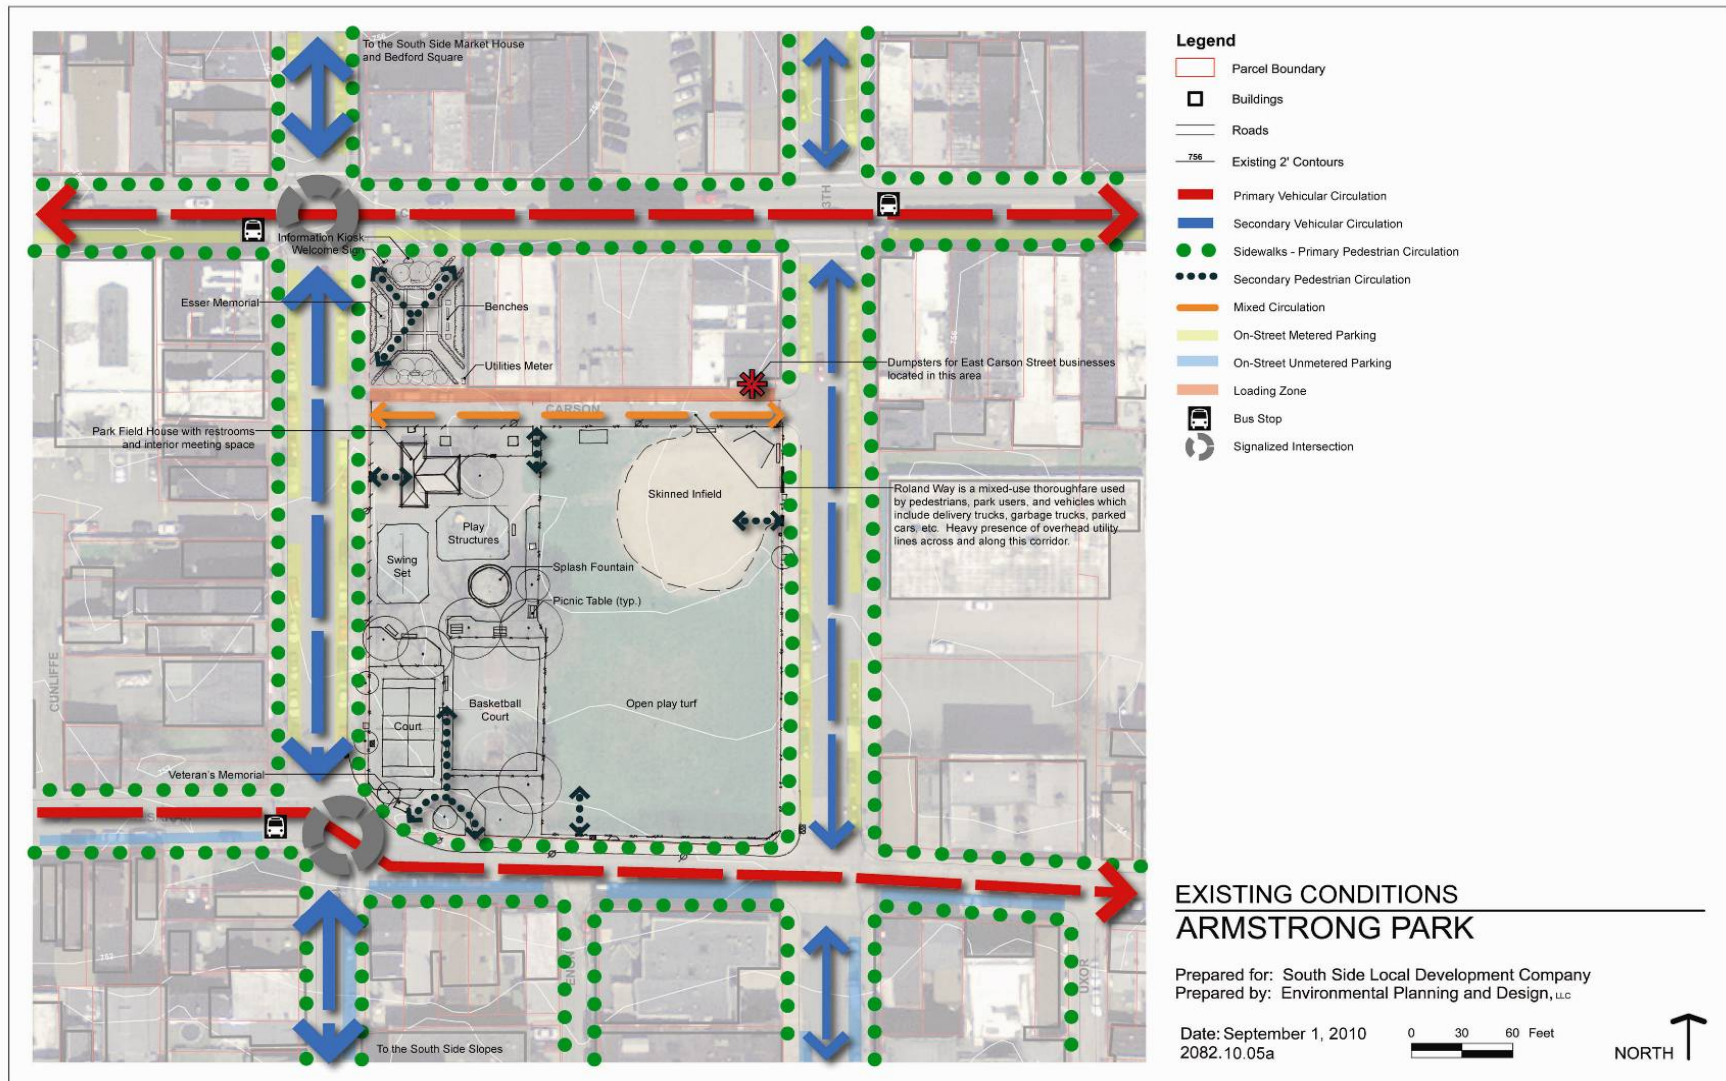 To the South Side Market House
and Bedford Square
Legend
Parcel Boundary
Buildings
Roads
756
Existing 2' Contours
Primary Vehicular Circulation
Secondary Vehicular Circulation
Sidewalks - Primary Pedestrian Circulation
Secondary Pedestrian Circulation
Mixed Circulation
On-Street Metered Parking
On-Street Unmetered Parking
Loading Zone
Bus Stop
Signalized Intersection
3TH
Information Kiosk
Welcome Sign
Esser Memorial
Benches
Utilities Meter
Dumpsters for East Carson Street businesses
located in this area
CARSON
Park Field House with restrooms
and interior meeting space
Skinned Infield
Roland Way is a mixed-use thoroughfare used
by pedestrians, park users, and vehicles which
include delivery trucks, garbage trucks, parked
cars, etc. Heavy presence of overhead utility
lines across and along this corridor.
Play
Structures
Swing
Set
Splash Fountain
Picnic Table (typ.)
CUNLIFFE
Court
Basketball
Court
Open play turf
Veteran's Memorial
UXOR
To the South Side Slopes
EXISTING CONDITIONS
ARMSTRONG PARK
Prepared for: South Side Local Development Company
Prepared by: Environmental Planning and Design, LLC
Date: September 1, 2010
2082.10.05a
0 30 60 Feet
NORTH